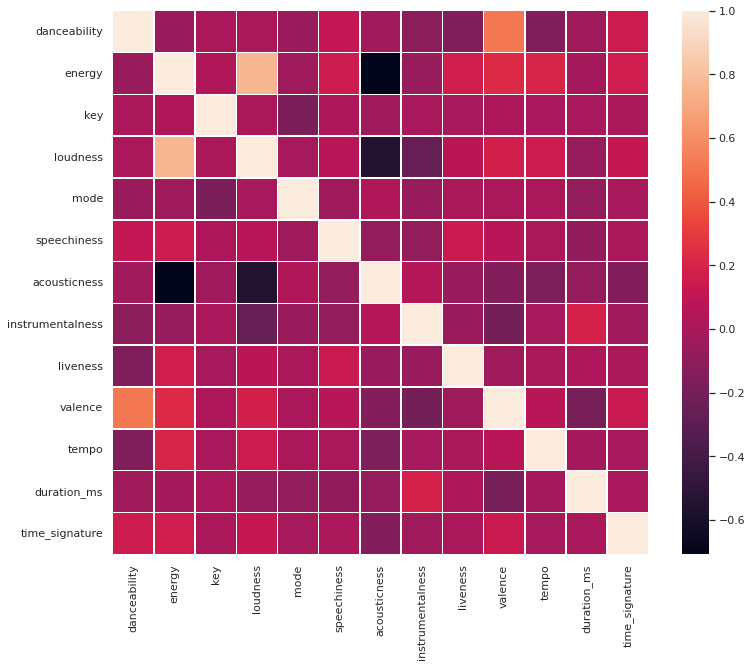 danceability
energy
key
loudness
mode
speechiness
acousticness
instrumentalness
liveness
valence
tempo
duration_ms
time_signature
danceability
energy
key
loudness
mode
speechiness
acousticness
instrumentalness
liveness
valence
tempo
duration_ms
time_signature
1.0
0.8
0.6
0.4
0.2
0.0
−0.2
−0.4
−0.6